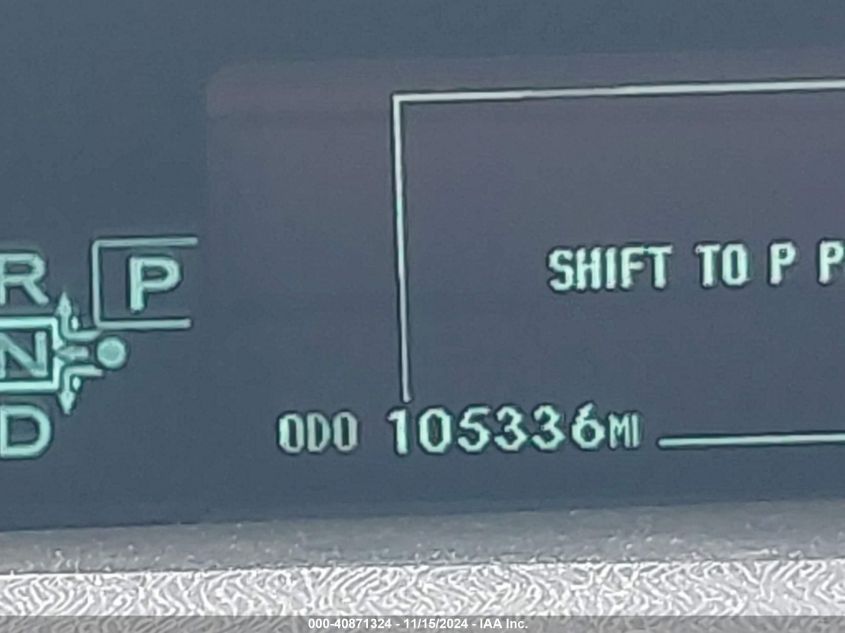 R
P
N
D
SHIFT TO P P
ODO 105336MI
000-40871324 - 11/15/2024 - IAA Inc.